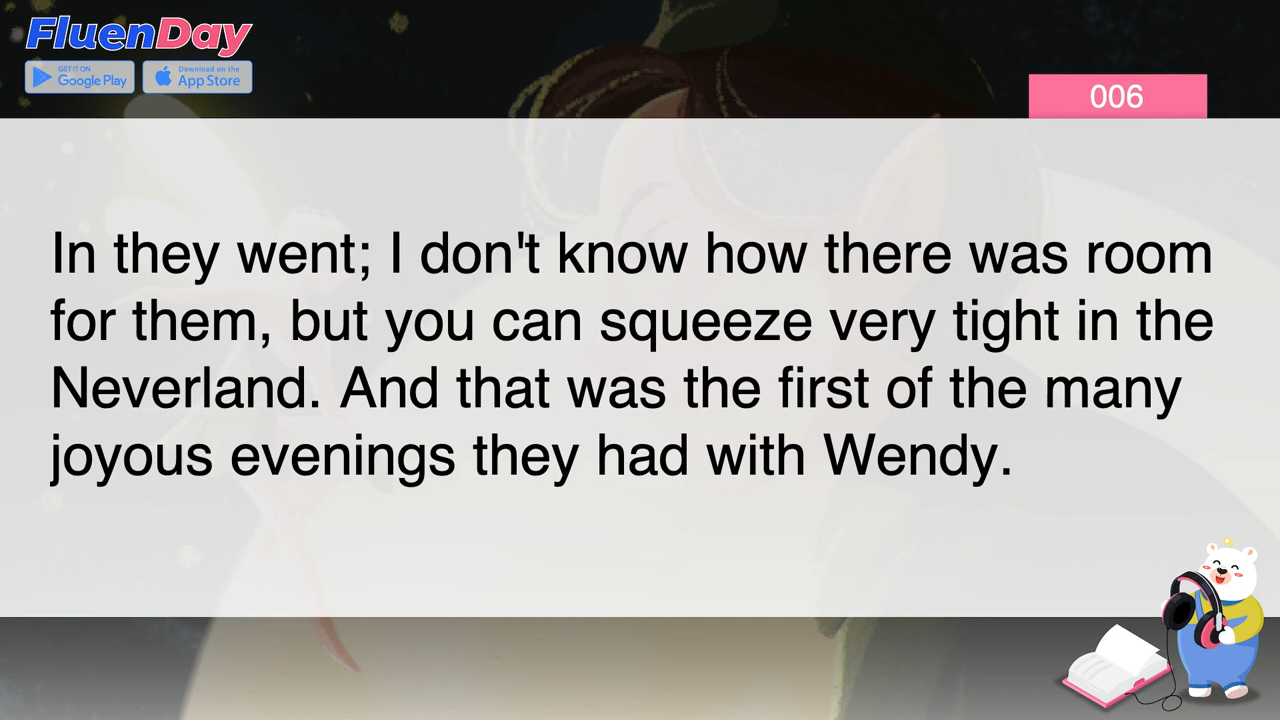 FluenDay
GET IT ON
Google Play
Download on the
App Store
006
In they went; I don't know how there was room
for them, but you can squeeze very tight in the
Neverland. And that was the first of the many
joyous evenings they had with Wendy.